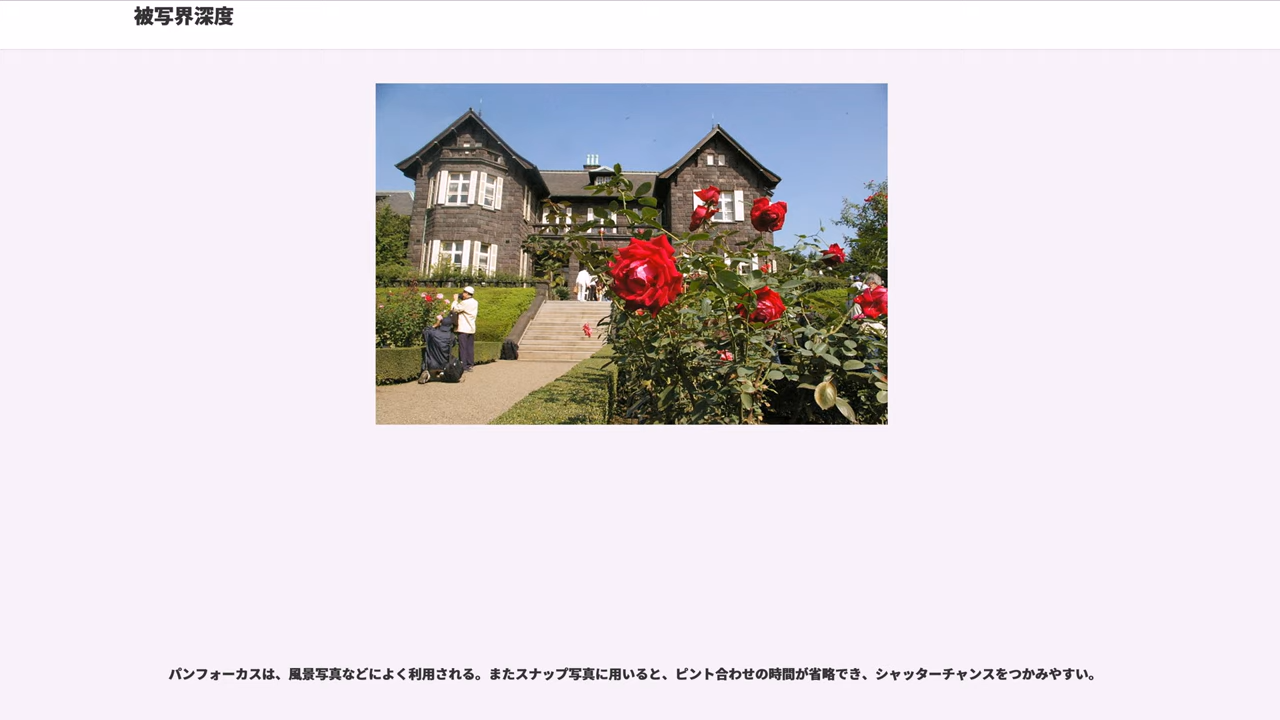 被写界深度
パンフォーカスは、風景写真などによく利用される。またスナップ写真に用いると、ピント合わせの時間が省略でき、シャッターチャンスをつかみやすい。